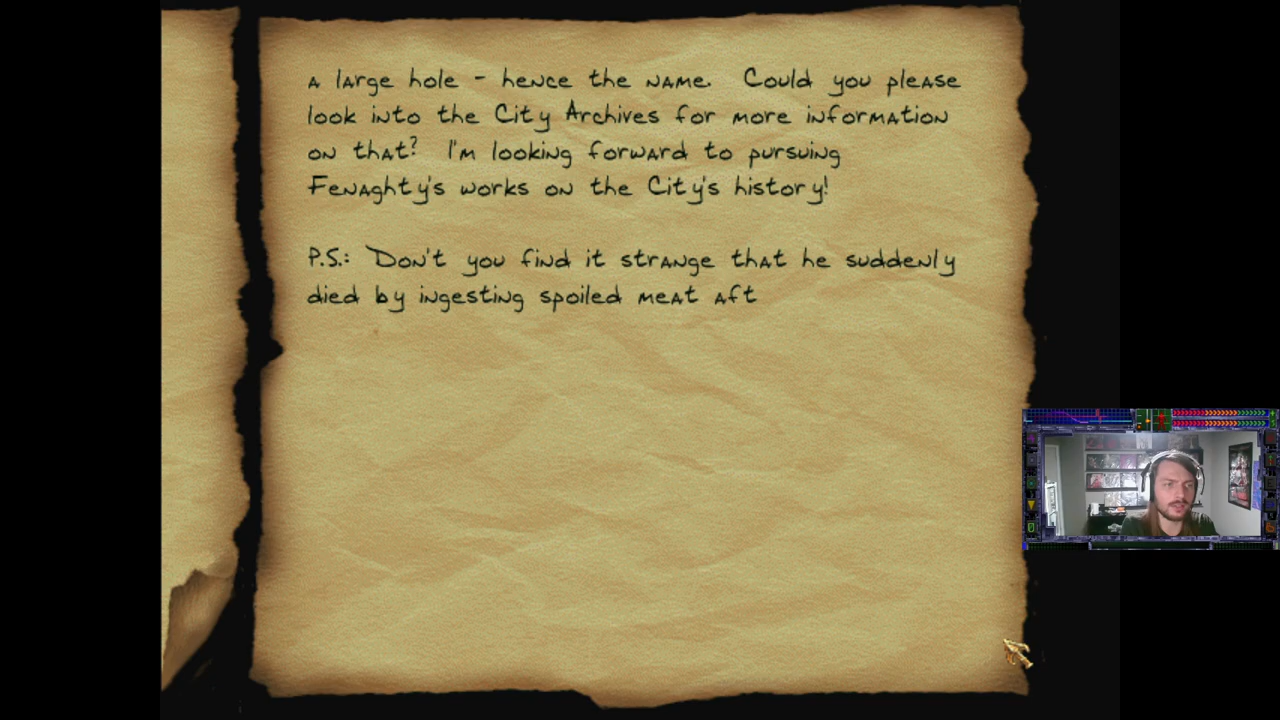 a large hole - hence the name. Could you please
look into the City Archives for more information
on that? I'm looking forward to pursuing
Fenaghty's works on the City's history!
P.S.: Don't you find it strange that he suddenly
died by ingesting spoiled meat aft